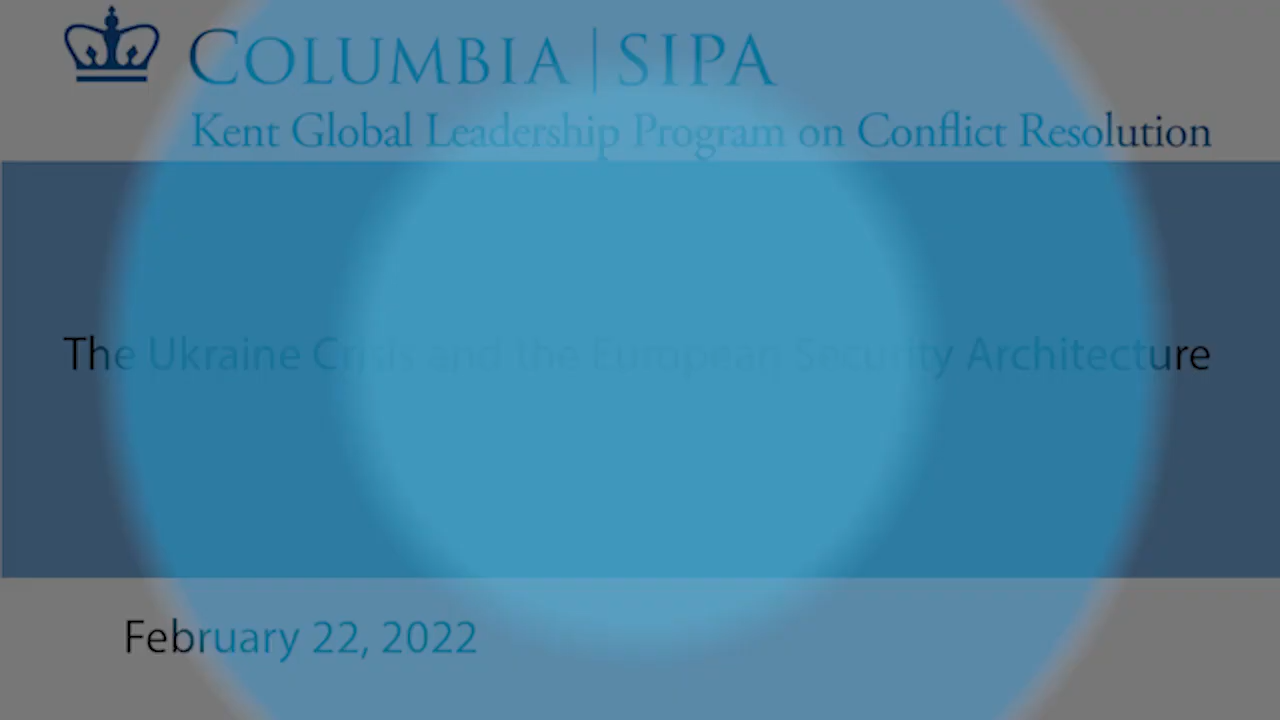 COLUMBIA | SIPA
Kent Global Leadership Program on Conflict Resolution
The Ukraine Crisis and the European Security Architecture
February 22, 2022